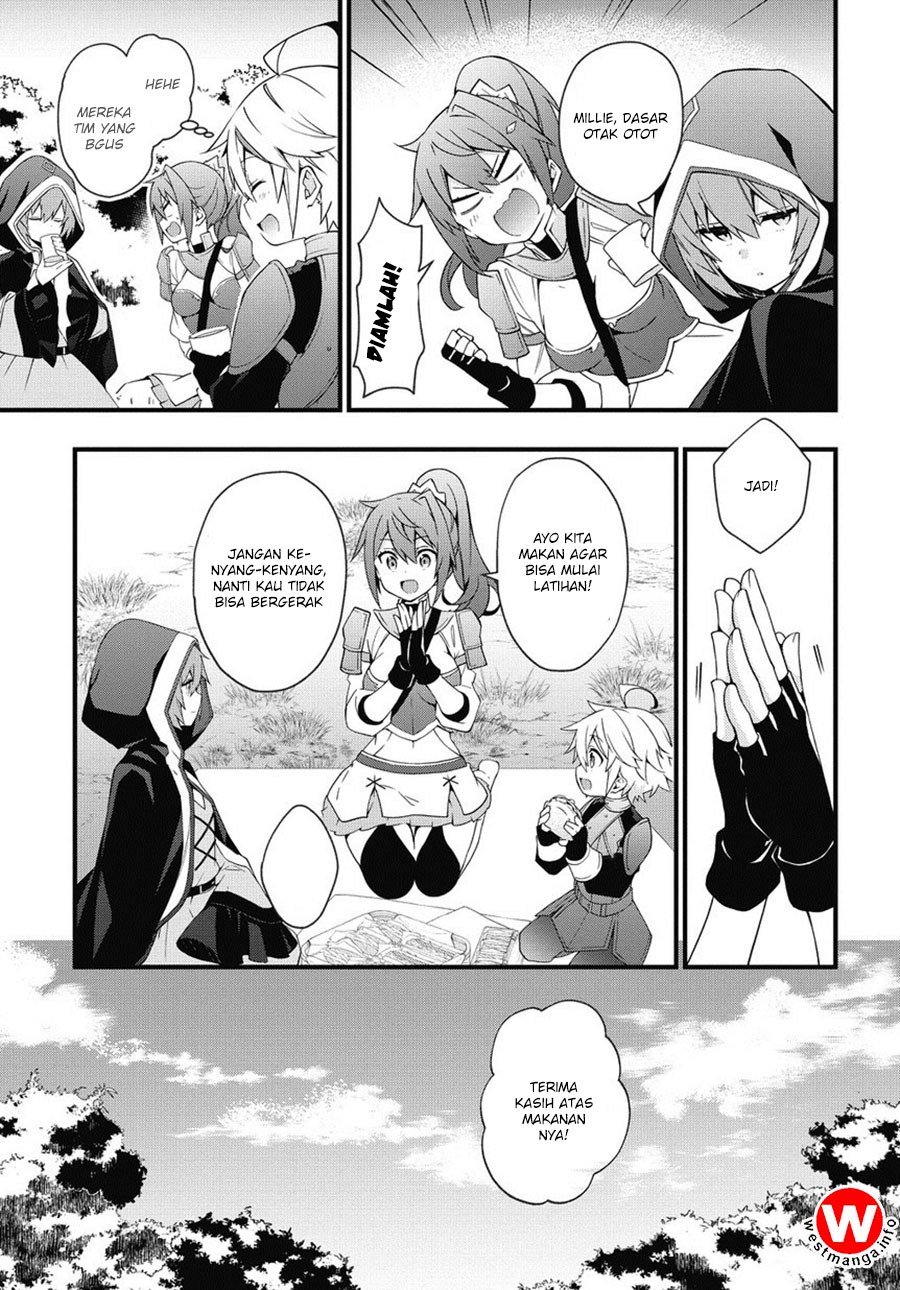 MILLIE, DASAR
OTAK OTOT
DIAMLAH!
HEHE
MEREKA
TIM YANG
BGUS
JADI!
AYO KITA
MAKAN AGAR
BISA MULAI
LATIHAN!
JANGAN KE-
NYANG-KENYANG,
NANTI KAU TIDAK
BISA BERGERAK
TERIMA
KASIH ATAS
MAKANAN
NYA!
W
westmanga.info